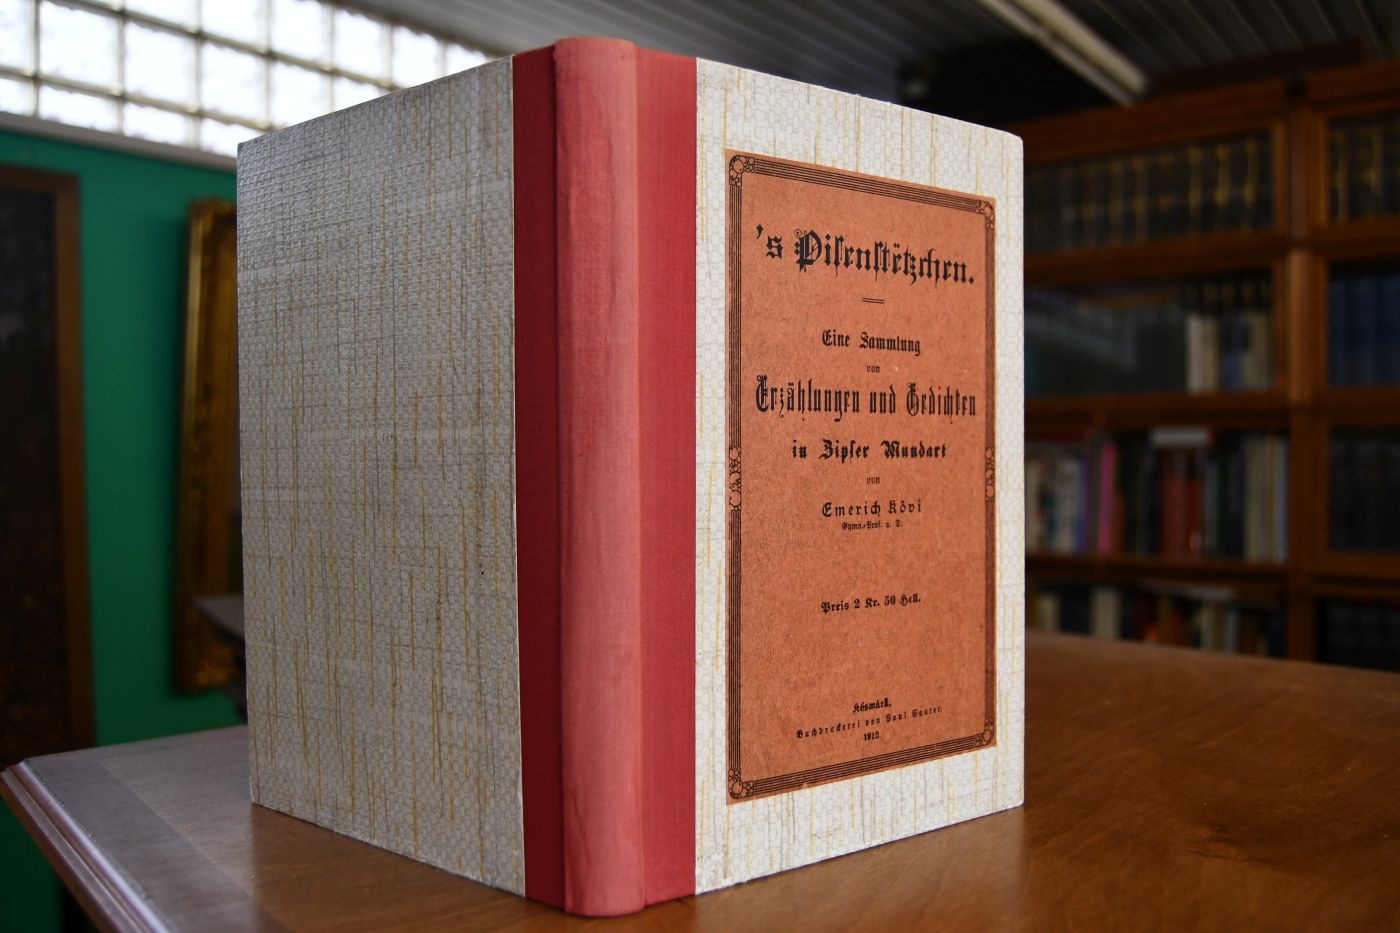 's Pisenstëtzchen.
Eine Sammlung
von
Erzählungen und Gedichten
in Zipser Mundart
von
Emerich Kövi
Gymn.-Prof. a. D.
Preis 2 Kr. 50 Hell.
Késmárk.
Buchdruckerei von Paul Sauter.
1912